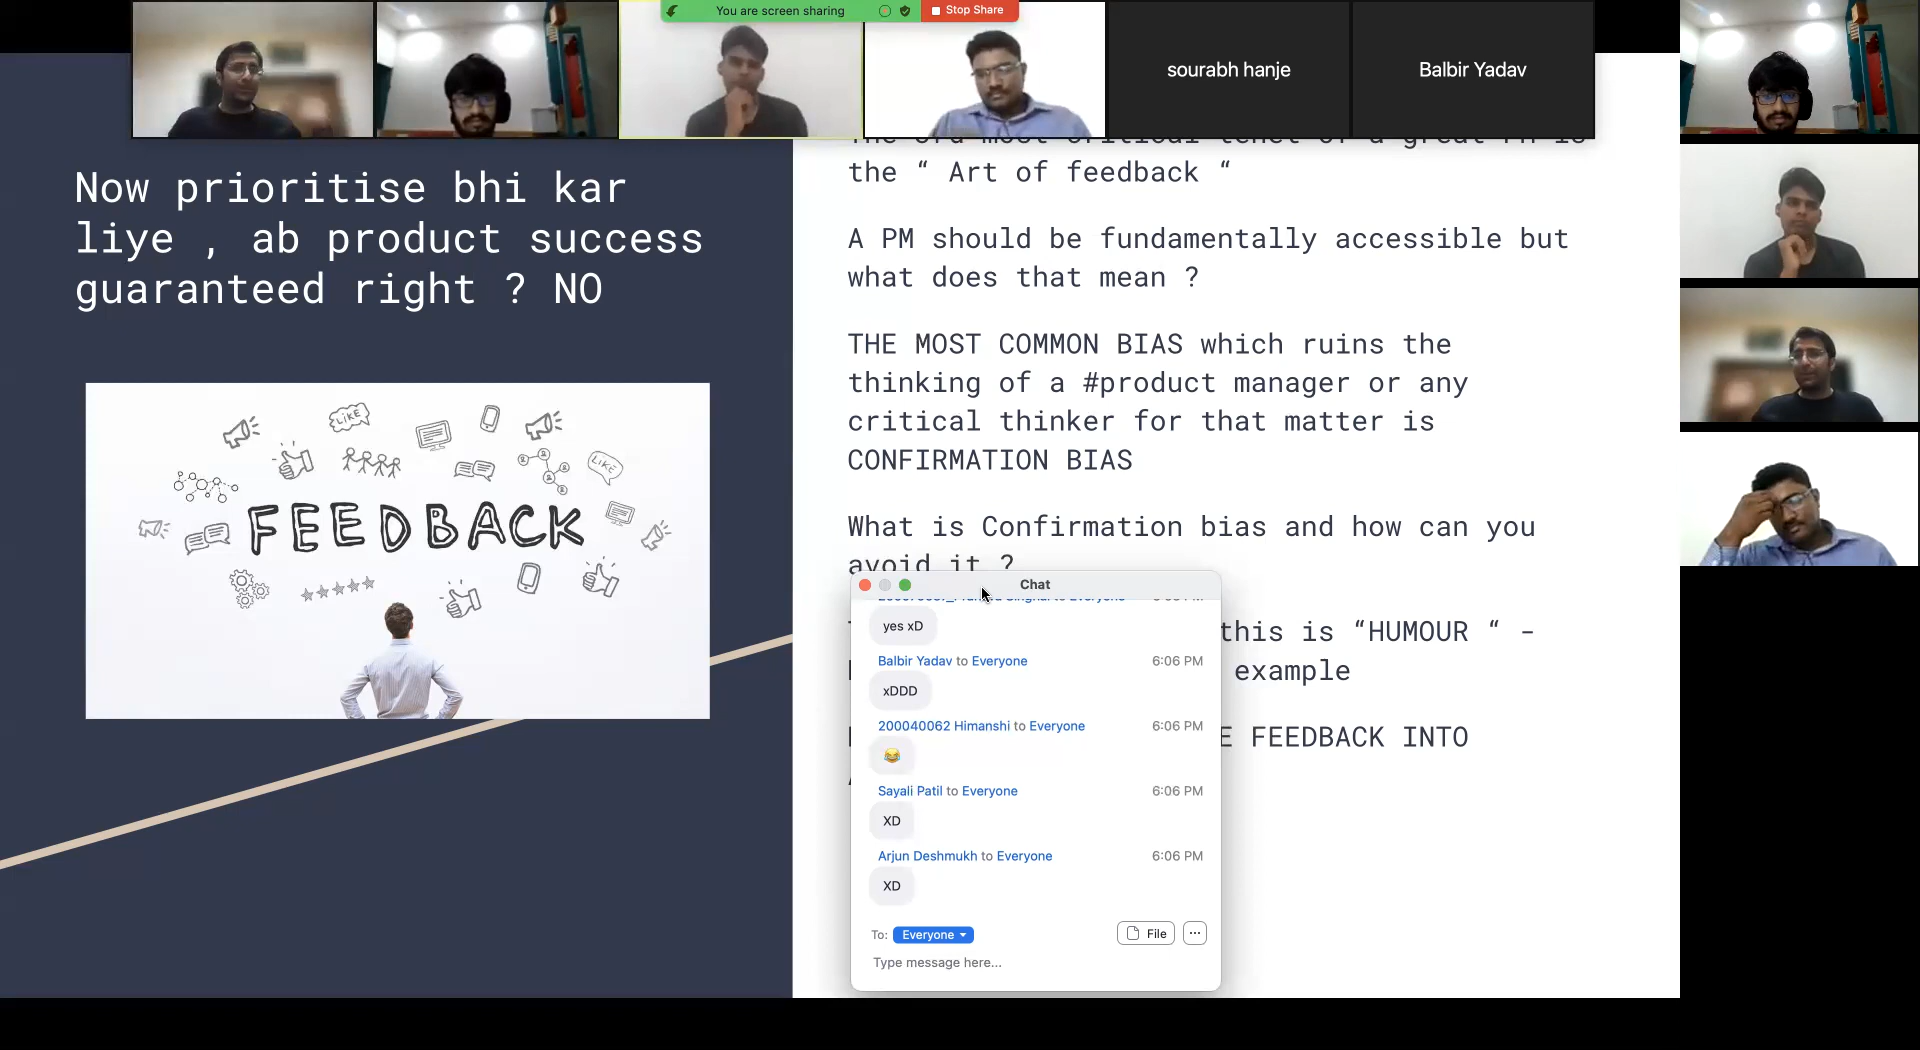 You are screen sharing
Stop Share
sourabh hanje
Balbir Yadav
Now prioritise bhi kar
liye , ab product success
guaranteed right ? NO
LIKE
LIKE
FEEDBACK
the “ Art of feedback “
A PM should be fundamentally accessible but
what does that mean ?
THE MOST COMMON BIAS which ruins the
thinking of a #product manager or any
critical thinker for that matter is
CONFIRMATION BIAS
What is Confirmation bias and how can you
avoid it ?
this is “HUMOUR “ -
example
FEEDBACK INTO
Chat
to Everyone
yes xD
Balbir Yadav to Everyone 6:06 PM
xDDD
200040062 Himanshi to Everyone 6:06 PM
😂
Sayali Patil to Everyone 6:06 PM
XD
Arjun Deshmukh to Everyone 6:06 PM
XD
To: Everyone
File
Type message here...